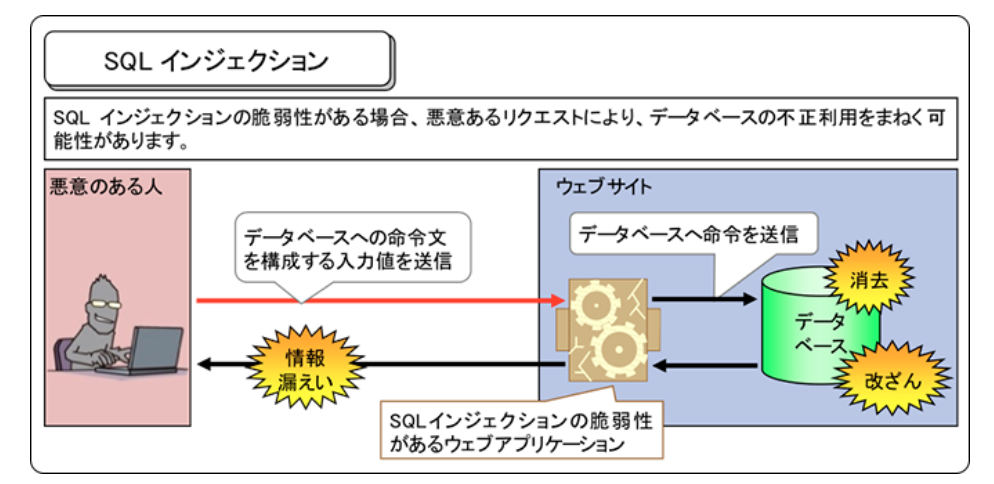 SQL インジェクション
SQL インジェクションの脆弱性がある場合、悪意あるリクエストにより、データベースの不正利用をまねく可
能性があります。
悪意のある人
ウェブサイト
データベースへの命令文
を構成する入力値を送信
データベースへ命令を送信
消去
データ
ベース
改ざん
情報
漏えい
SQLインジェクションの脆弱性
があるウェブアプリケーション